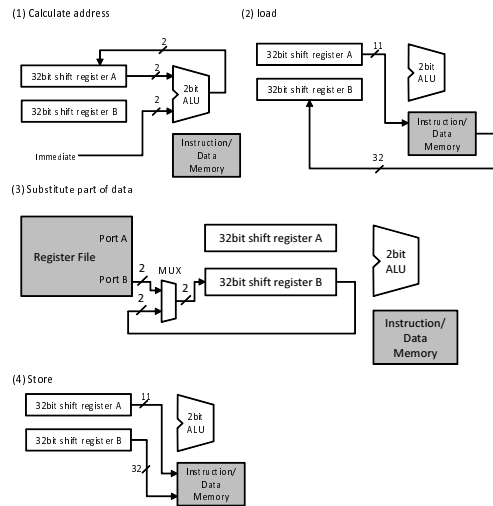 (1) Calculate address
2
32bit shift register A
2
2bit
ALU
32bit shift register B
2
Immediate
Instruction/
Data
Memory
(2) load
32bit shift register A
11
2bit
ALU
32bit shift register B
Instruction/
Data
Memory
32
(3) Substitute part of data
Port A
Register File
Port B
2
MUX
2
2
32bit shift register A
32bit shift register B
2bit
ALU
Instruction/
Data
Memory
(4) Store
32bit shift register A
11
2bit
ALU
32bit shift register B
32
Instruction/
Data
Memory